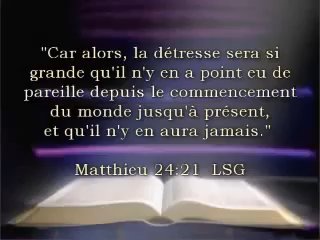 "Car alors, la détresse sera si
grande qu'il n'y en a point eu de
pareille depuis le commencement
du monde jusqu'à présent,
et qu'il n'y en aura jamais."
Matthieu 24:21 LSG